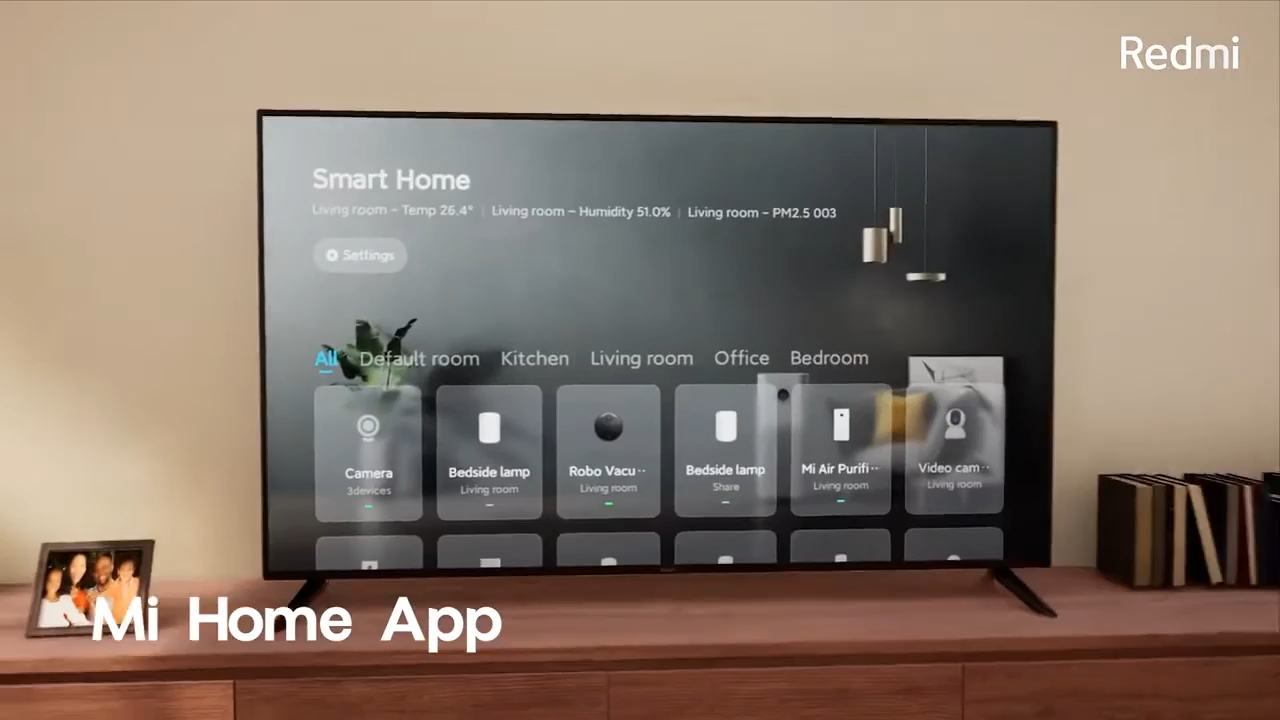 Redmi
Smart Home
Living room – Temp 26.4° | Living room – Humidity 51.0% | Living room – PM2.5 003
Settings
All Default room Kitchen Living room Office Bedroom
Camera
3devices
Bedside lamp
Living room
Robo Vacu··
Living room
Bedside lamp
Share
Mi Air Purifi··
Living room
Video cam··
Living room
Mi Home App